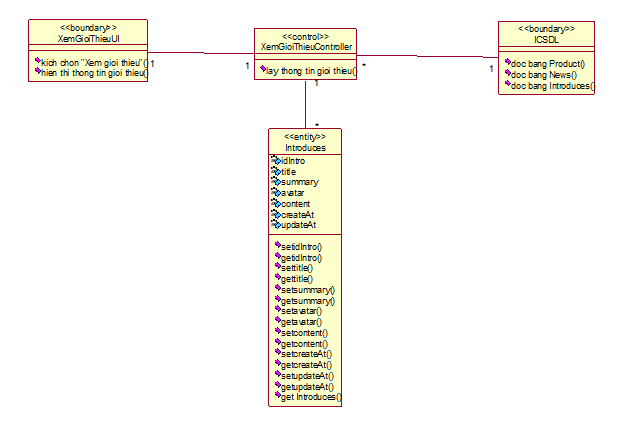 <<boundary>>
XemGioiThieuUI
kich chon "Xem gioi thieu"()
hien thi thong tin gioi thieu()
1
1
<<control>>
XemGioiThieuController
lay thong tin gioi thieu()
*
1
1
<<boundary>>
ICSDL
doc bang Product()
doc bang News()
doc bang Introduces()
*
<<entity>>
Introduces
idIntro
title
summary
avatar
content
createAt
updateAt
setidIntro()
getidIntro()
settitle()
gettitle()
setsummary()
getsummary()
setavatar()
getavatar()
setcontent()
getcontent()
setcreateAt()
getcreateAt()
setupdateAt()
getupdateAt()
get Introduces()